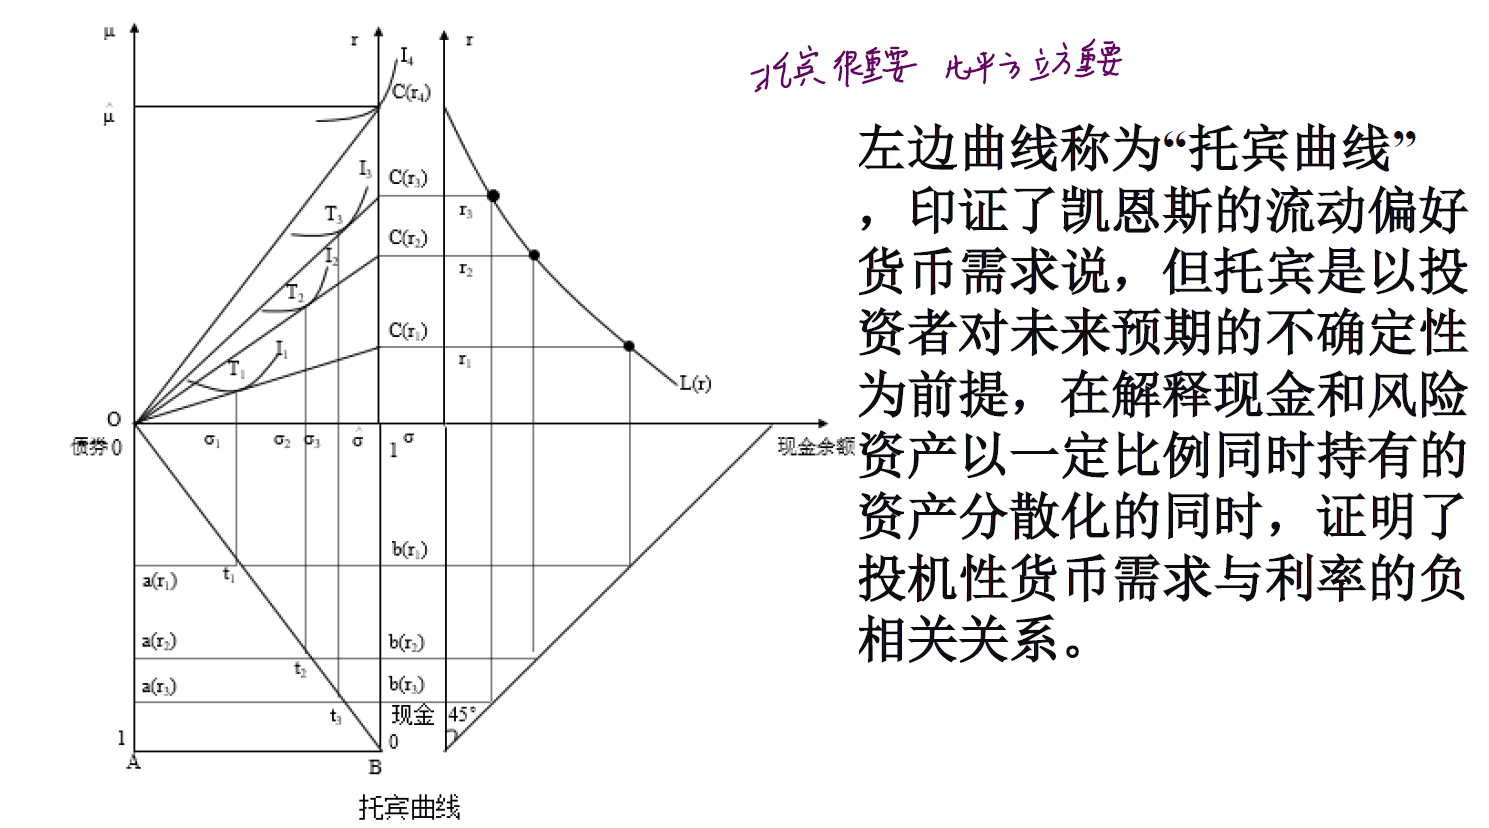 μ
r
r
I4
C(r4)
μ̂
I3
C(r3)
T3
r3
C(r2)
I2
r2
T2
C(r1)
I1
r1
T1
L(r)
O
债券 0
σ1
σ2
σ3
σ̂
1
σ
现金余额
b(r1)
t1
a(r1)
a(r2)
b(r2)
t2
a(r3)
b(r3)
t3
现金
45°
1
0
A
B
托宾曲线
托宾很重要 比平方立方重要
左边曲线称为“托宾曲线”
，印证了凯恩斯的流动偏好
货币需求说，但托宾是以投
资者对未来预期的不确定性
为前提，在解释现金和风险
资产以一定比例同时持有的
资产分散化的同时，证明了
投机性货币需求与利率的负
相关关系。